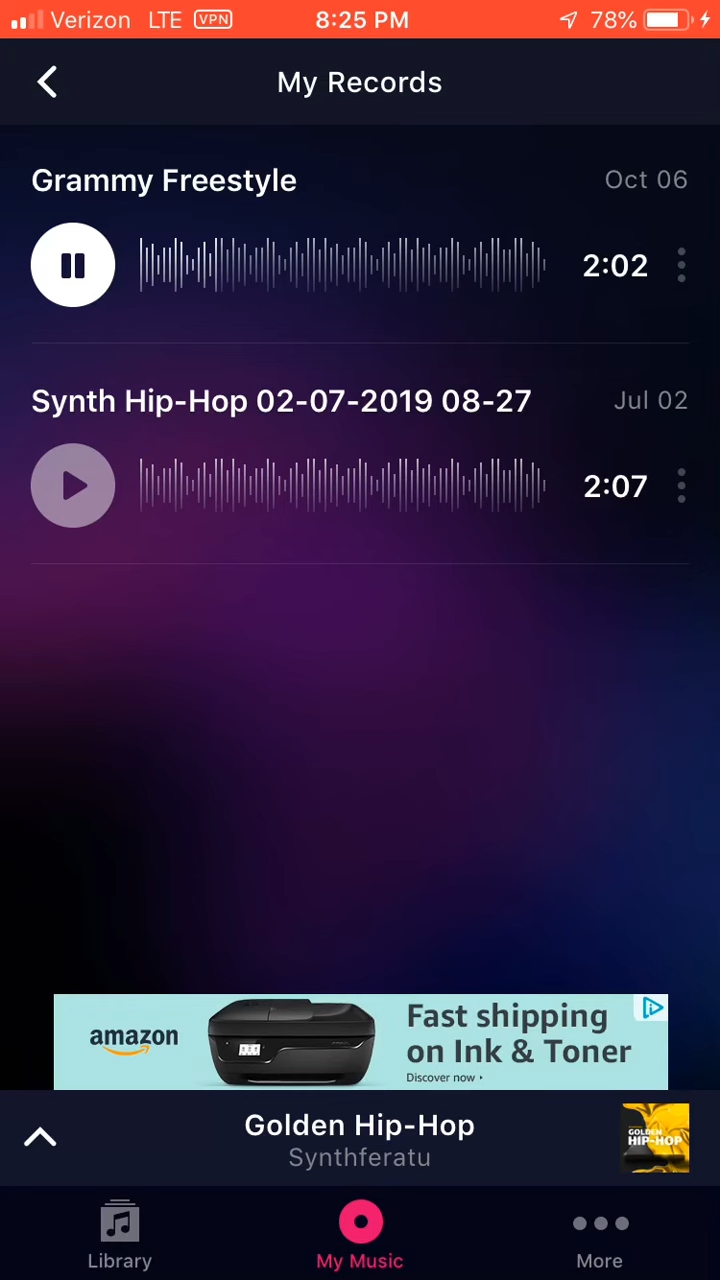 Verizon LTE VPN 8:25 PM 78%
My Records
Grammy Freestyle Oct 06
2:02
Synth Hip-Hop 02-07-2019 08-27 Jul 02
2:07
amazon
Fast shipping
on Ink & Toner
Discover now
Golden Hip-Hop
Synthferatu
GOLDEN
HIP-HOP
Library My Music More